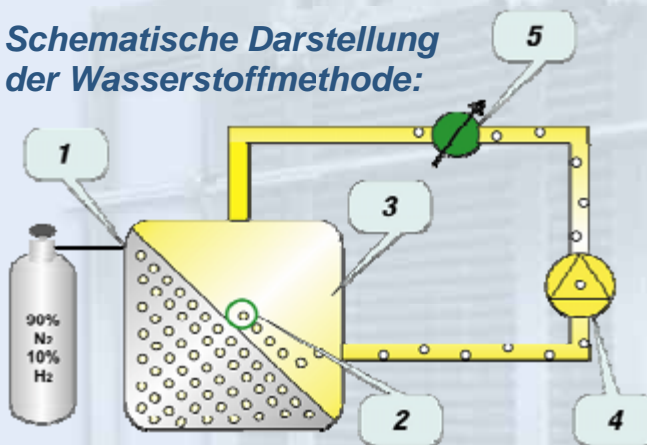 Schematische Darstellung
der Wasserstoffmethode:
5
1
3
90%
N2
10%
H2
2
4